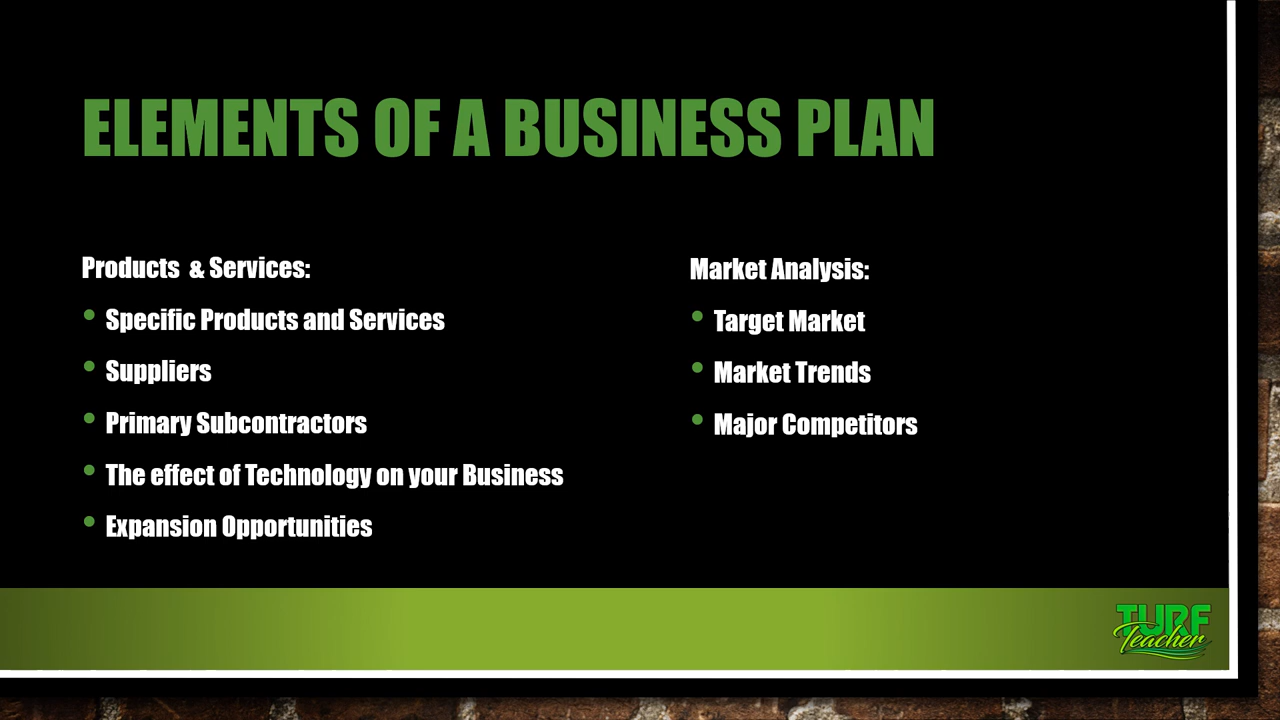 ELEMENTS OF A BUSINESS PLAN
Products & Services:
• Specific Products and Services
• Suppliers
• Primary Subcontractors
• The effect of Technology on your Business
• Expansion Opportunities
Market Analysis:
• Target Market
• Market Trends
• Major Competitors
TURF
Teacher